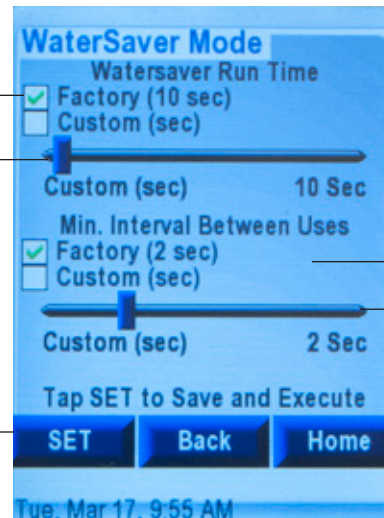 WaterSaver Mode
Watersaver Run Time
Factory (10 sec)
Custom (sec)
Custom (sec) 10 Sec
Min. Interval Between Uses
Factory (2 sec)
Custom (sec)
Custom (sec) 2 Sec
Tap SET to Save and Execute
SET Back Home
Tue, Mar 17, 9:55 AM